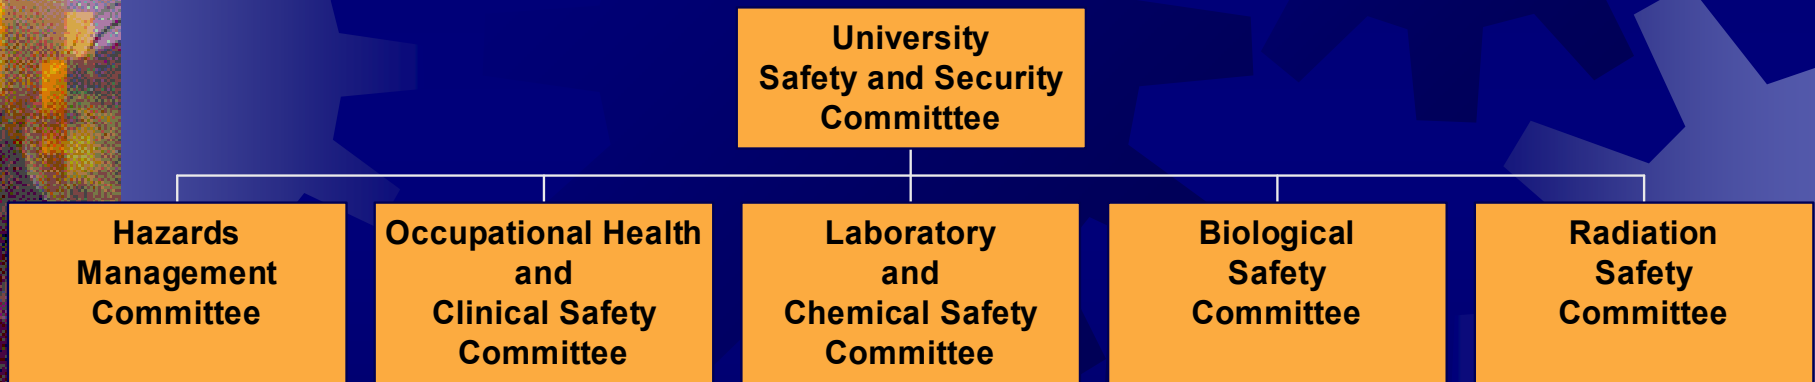 University
Safety and Security
Committtee
Hazards
Management
Committee
Occupational Health
and
Clinical Safety
Committee
Laboratory
and
Chemical Safety
Committee
Biological
Safety
Committee
Radiation
Safety
Committee